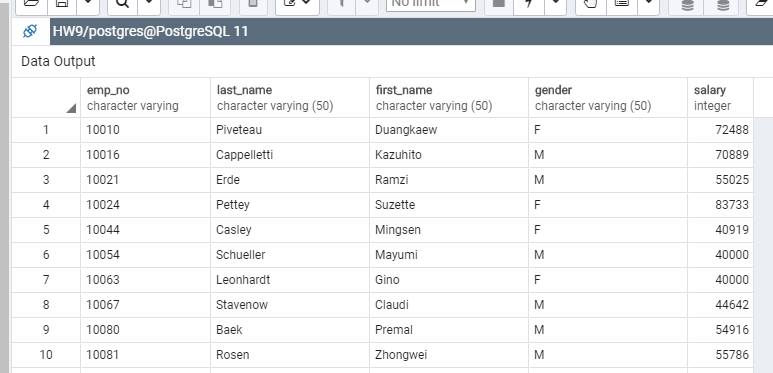 No limit
HW9/postgres@PostgreSQL 11
Data Output
emp_no last_name first_name gender salary
character varying character varying (50) character varying (50) character varying (50) integer
1 10010 Piveteau Duangkaew F 72488
2 10016 Cappelletti Kazuhito M 70889
3 10021 Erde Ramzi M 55025
4 10024 Pettey Suzette F 83733
5 10044 Casley Mingsen F 40919
6 10054 Schueller Mayumi M 40000
7 10063 Leonhardt Gino F 40000
8 10067 Stavenow Claudi M 44642
9 10080 Baek Premal M 54916
10 10081 Rosen Zhongwei M 55786